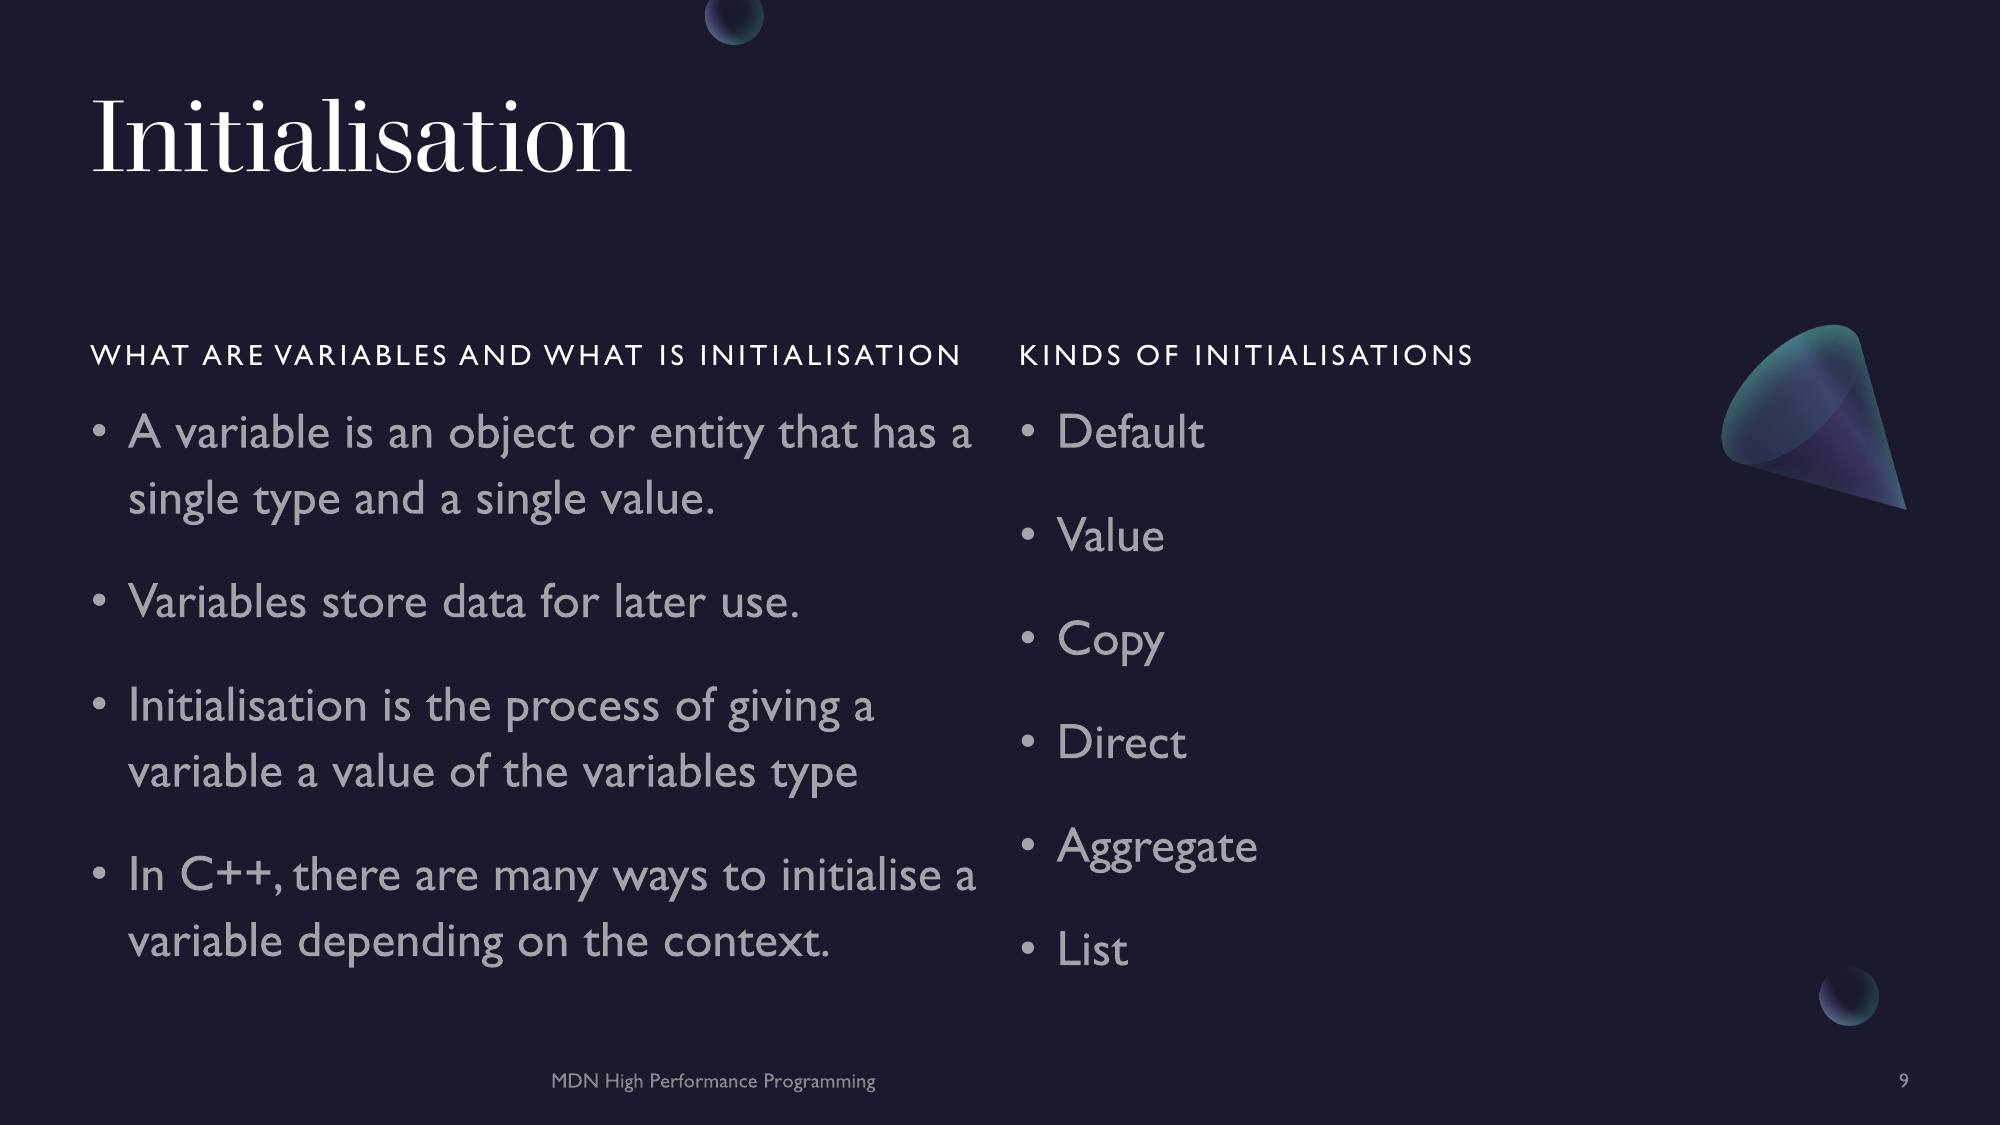 Initialisation
WHAT ARE VARIABLES AND WHAT IS INITIALISATION
• A variable is an object or entity that has a
single type and a single value.
• Variables store data for later use.
• Initialisation is the process of giving a
variable a value of the variables type
• In C++, there are many ways to initialise a
variable depending on the context.
KINDS OF INITIALISATIONS
• Default
• Value
• Copy
• Direct
• Aggregate
• List
MDN High Performance Programming
9